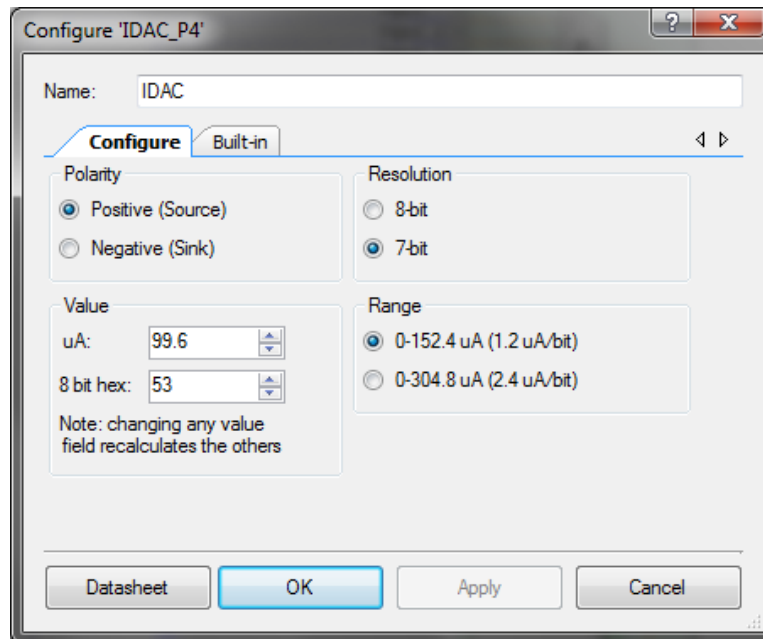 Configure 'IDAC_P4'
Name: IDAC
Configure Built-in
Polarity
Positive (Source)
Negative (Sink)
Resolution
8-bit
7-bit
Value
uA: 99.6
8 bit hex: 53
Note: changing any value
field recalculates the others
Range
0-152.4 uA (1.2 uA/bit)
0-304.8 uA (2.4 uA/bit)
Datasheet OK Apply Cancel